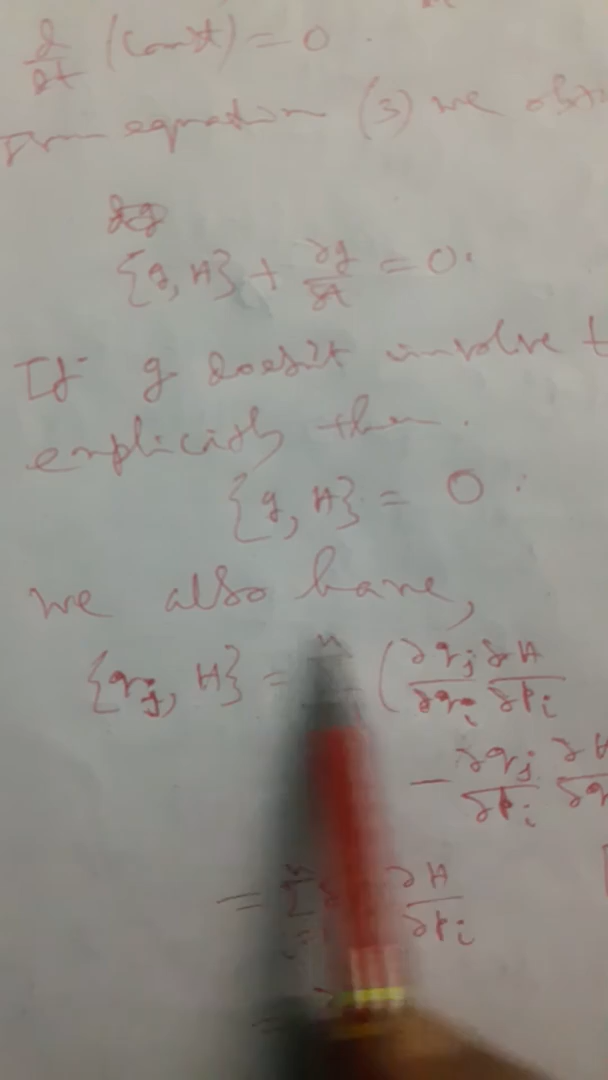 ∂/∂t (const) = 0.
From equation (3) we
{g, H} + ∂g/∂t = 0.
If g doesn't involve t
explicitly then.
{g, H} = 0.
we also have,
{qj, H} = (∂qj/∂qi ∂H/∂pi
− ∂qj/∂pi
= Σ ∂H/∂pi
=